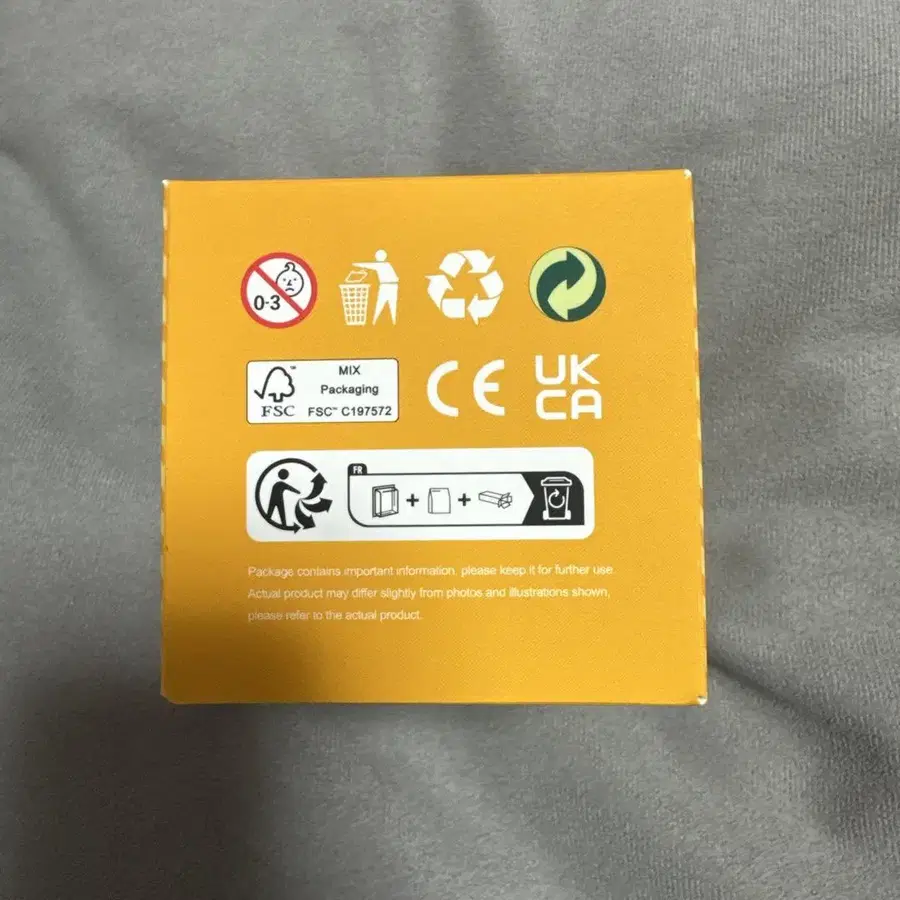 0-3
MIX
Packaging
FSC™ C197572
FSC
CE
UK
CA
FR
Package contains important information, please keep it for further use
Actual product may differ slightly from photos and illustrations shown,
please refer to the actual product.